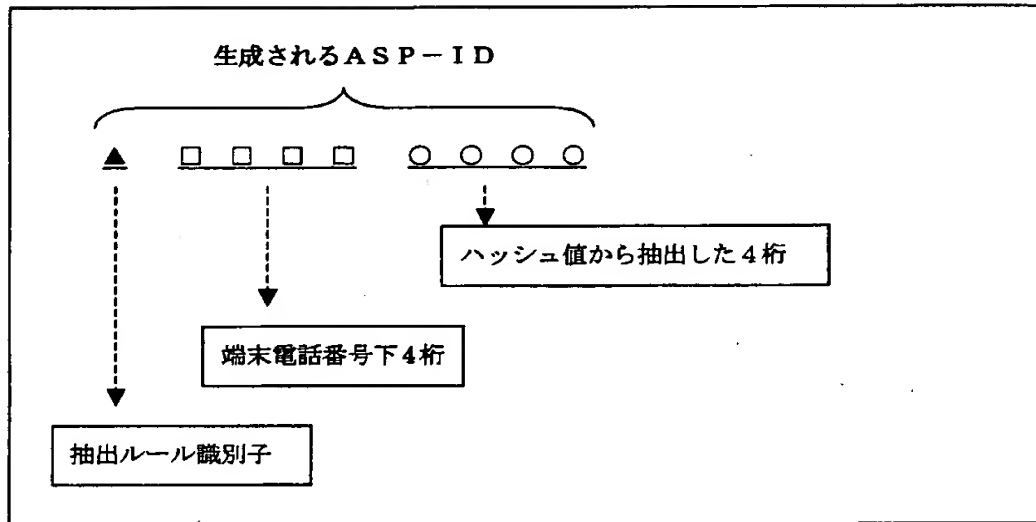 生成されるASP-ID
▲ □ □ □ □ ○ ○ ○ ○
ハッシュ値から抽出した4桁
端末電話番号下4桁
抽出ルール識別子